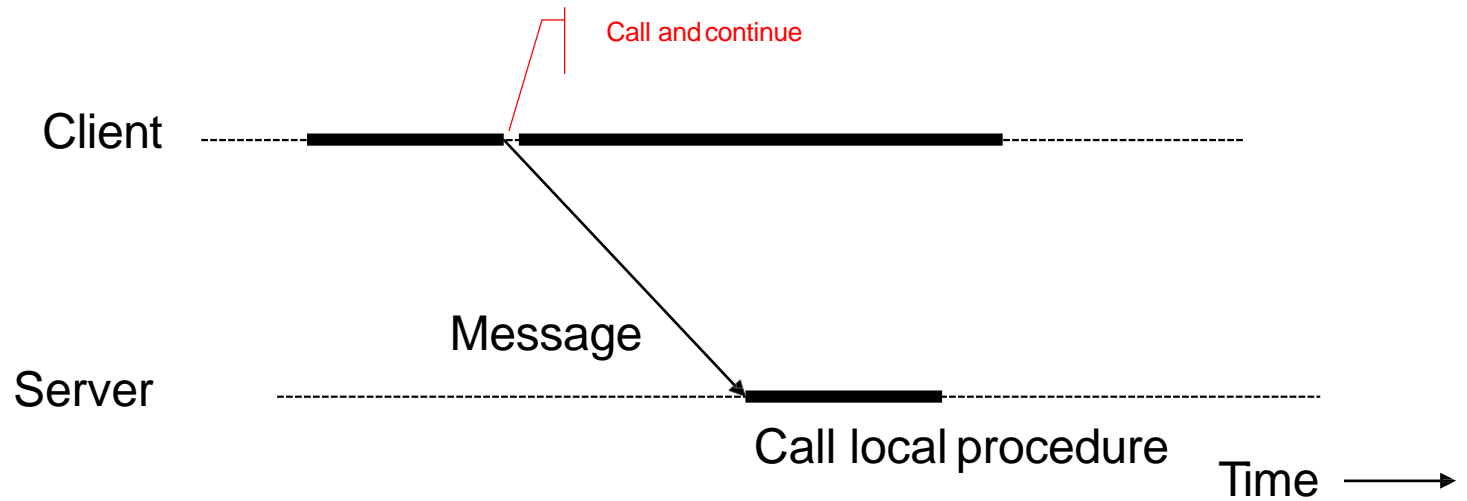 Call and continue
Client
Message
Server
Call local procedure
Time